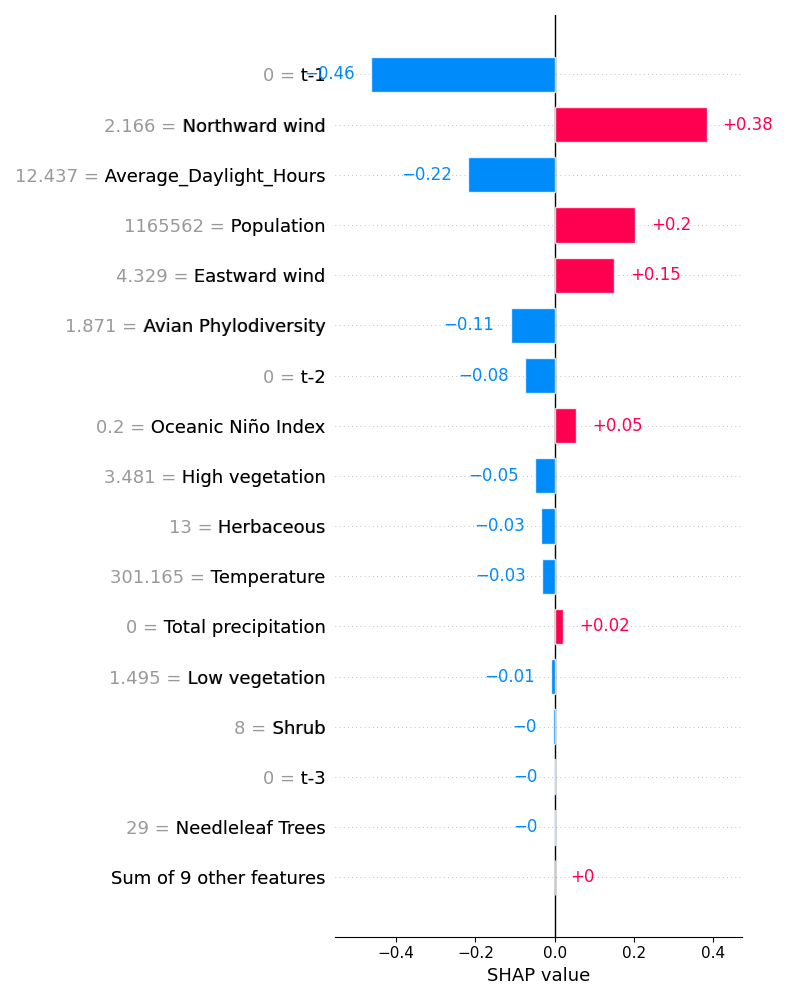 0 = t-1 −0.46
2.166 = Northward wind +0.38
12.437 = Average_Daylight_Hours −0.22
1165562 = Population +0.2
4.329 = Eastward wind +0.15
1.871 = Avian Phylodiversity −0.11
0 = t-2 −0.08
0.2 = Oceanic Niño Index +0.05
3.481 = High vegetation −0.05
13 = Herbaceous −0.03
301.165 = Temperature −0.03
0 = Total precipitation +0.02
1.495 = Low vegetation −0.01
8 = Shrub −0
0 = t-3 −0
29 = Needleleaf Trees −0
Sum of 9 other features +0
−0.4 −0.2 0.0 0.2 0.4
SHAP value